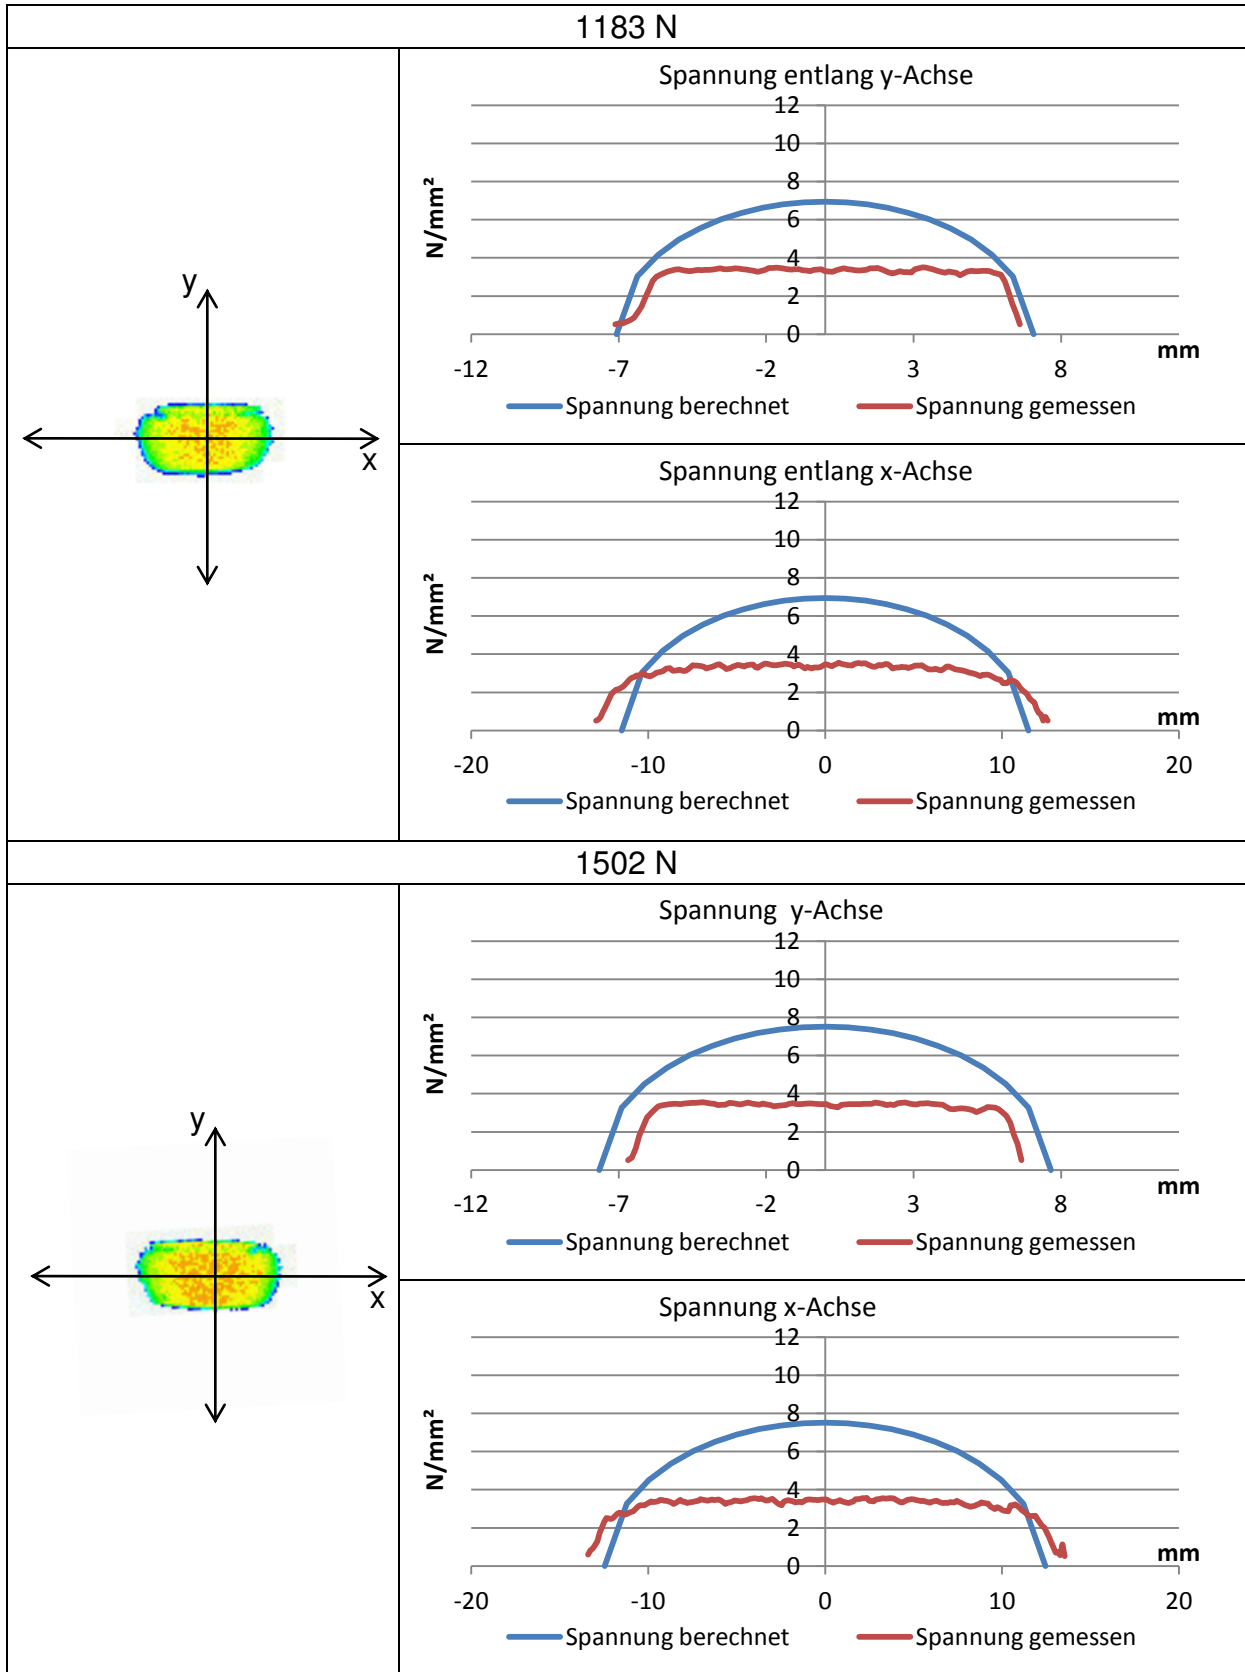 1183 N
y
x
Spannung entlang y-Achse
N/mm²
12
10
8
6
4
2
0
-12 -7 -2 3 8
mm
Spannung berechnet Spannung gemessen
Spannung entlang x-Achse
N/mm²
12
10
8
6
4
2
0
-20 -10 0 10 20
mm
Spannung berechnet Spannung gemessen
1502 N
y
x
Spannung y-Achse
N/mm²
12
10
8
6
4
2
0
-12 -7 -2 3 8
mm
Spannung berechnet Spannung gemessen
Spannung x-Achse
N/mm²
12
10
8
6
4
2
0
-20 -10 0 10 20
mm
Spannung berechnet Spannung gemessen